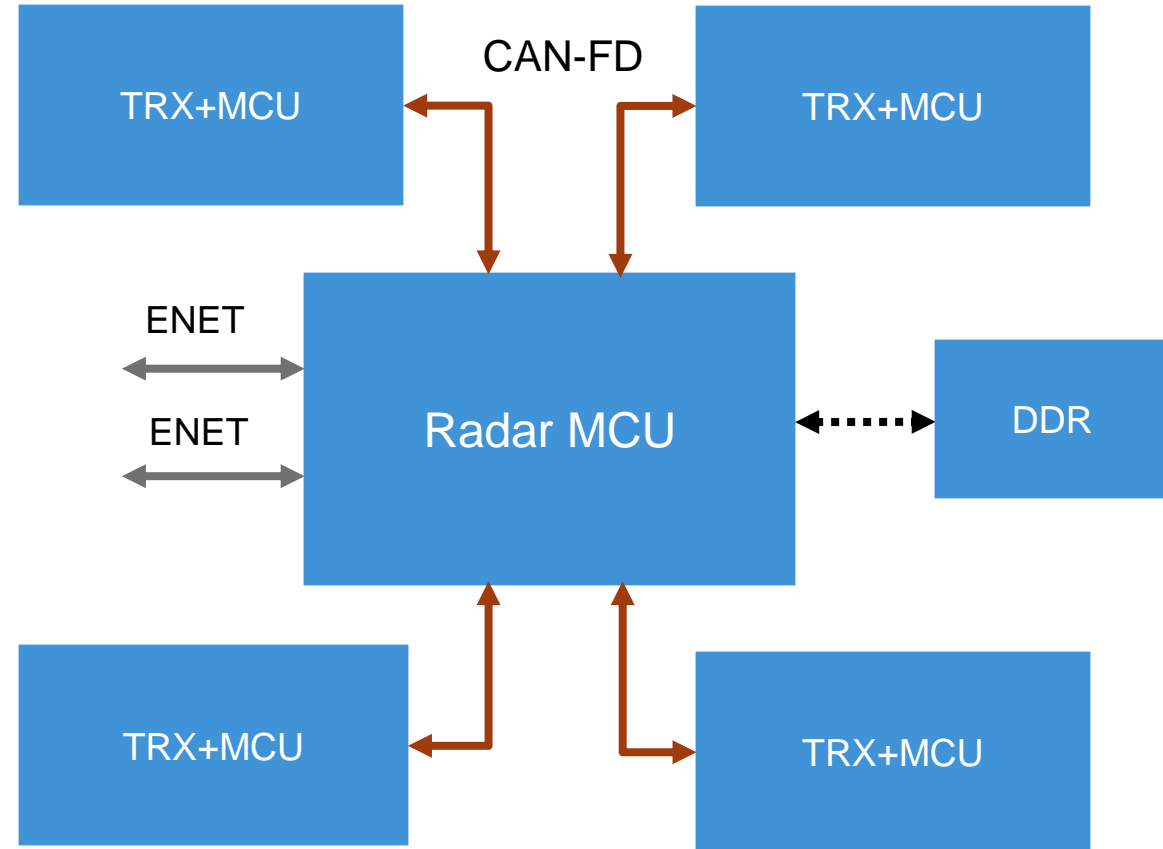 CAN-FD
TRX+MCU
TRX+MCU
ENET
ENET
Radar MCU
DDR
TRX+MCU
TRX+MCU